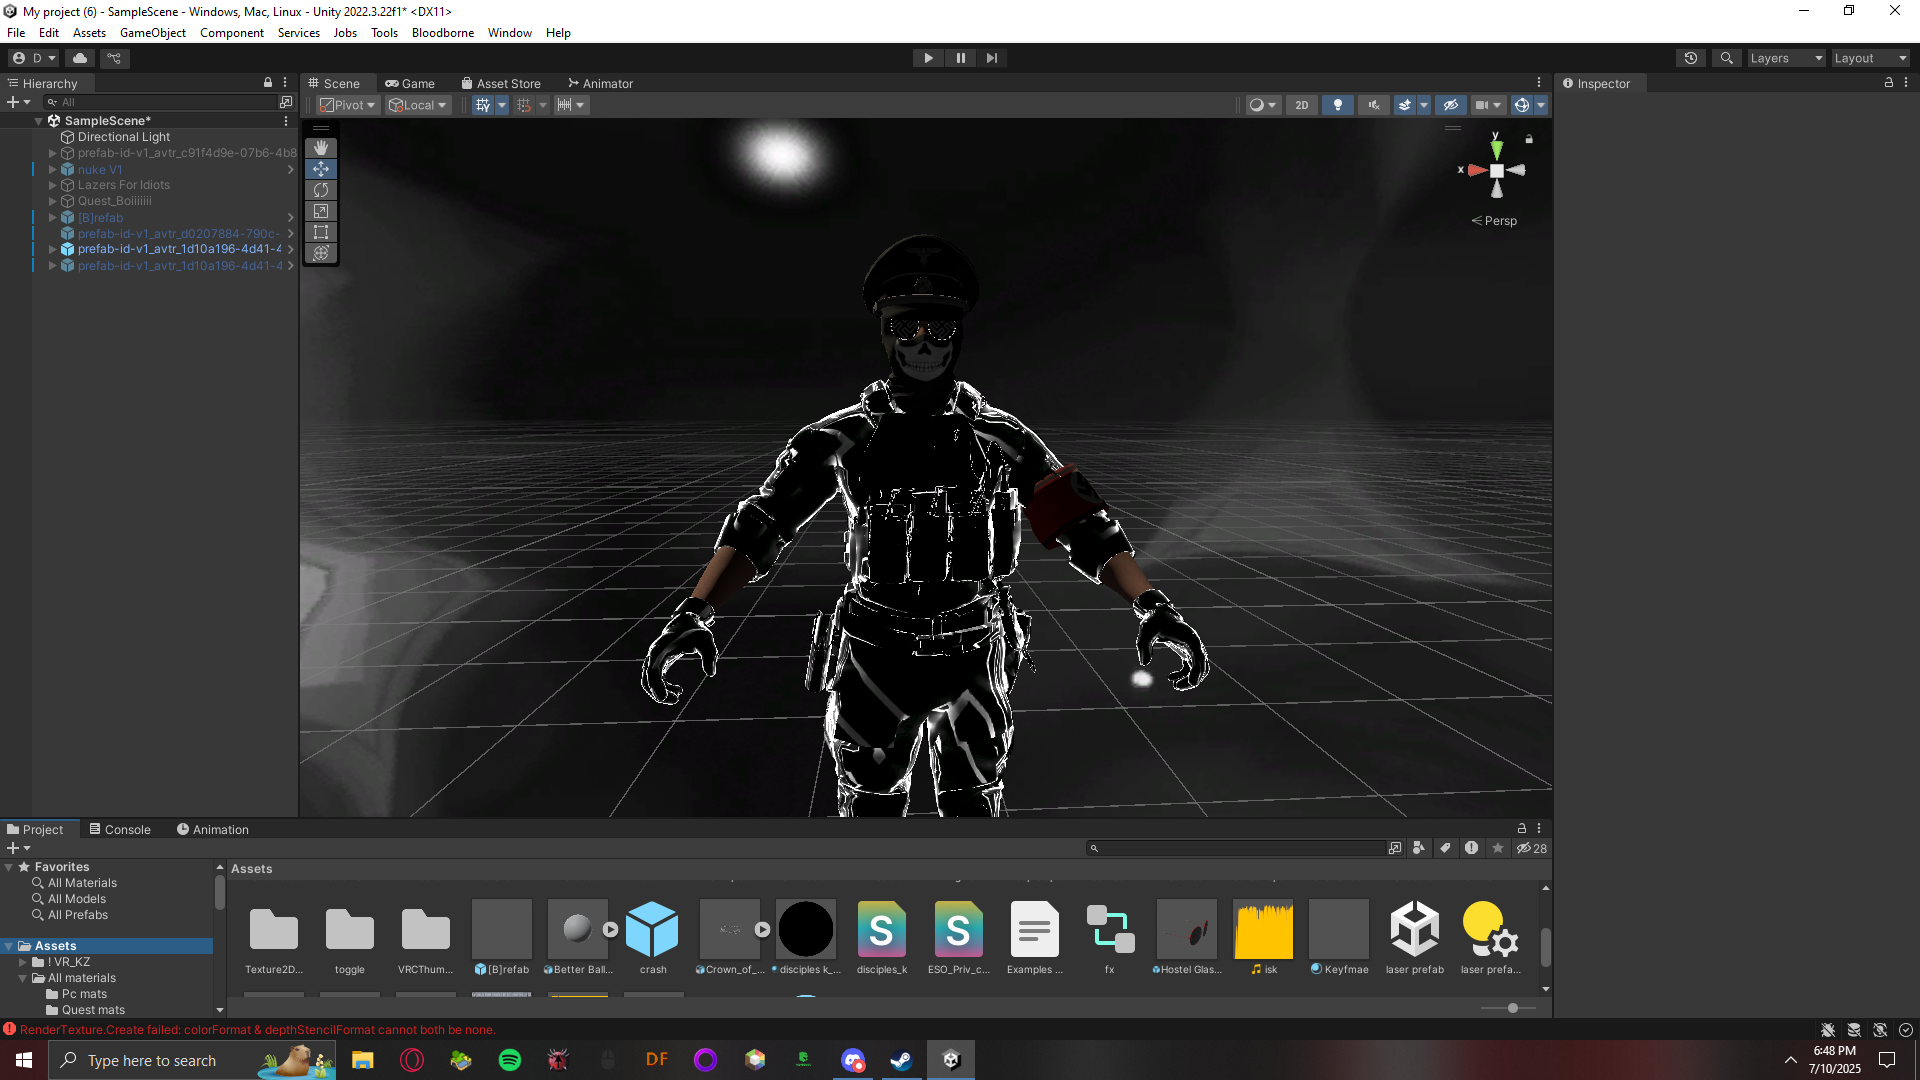 My project (6) - SampleScene - Windows, Mac, Linux - Unity 2022.3.22f1* <DX11>
File Edit Assets GameObject Component Services Jobs Tools Bloodborne Window Help
D
Layers Layout
Hierarchy
Scene Game Asset Store Animator
Inspector
All
Pivot Local
2D
SampleScene*
Directional Light
prefab-id-v1_avtr_c91f4d9e-07b6-4b8
nuke V1
Lazers For Idiots
Quest_Boiiiiiii
[B]refab
prefab-id-v1_avtr_d0207884-790c-
prefab-id-v1_avtr_1d10a196-4d41-4
prefab-id-v1_avtr_1d10a196-4d41-4
y
x
Persp
Project Console Animation
28
Favorites
All Materials
All Models
All Prefabs
Assets
! VR_KZ
All materials
Pc mats
Quest mats
Assets
Texture2D... toggle VRCThum... [B]refab Better Ball... crash Crown_of_... disciples k_... disciples_k ESO_Priv_c... Examples ... fx Hostel Glas... isk Keyfmae laser prefab laser prefa...
RenderTexture.Create failed: colorFormat & depthStencilFormat cannot both be none.
Type here to search
DF
6:48 PM
7/10/2025